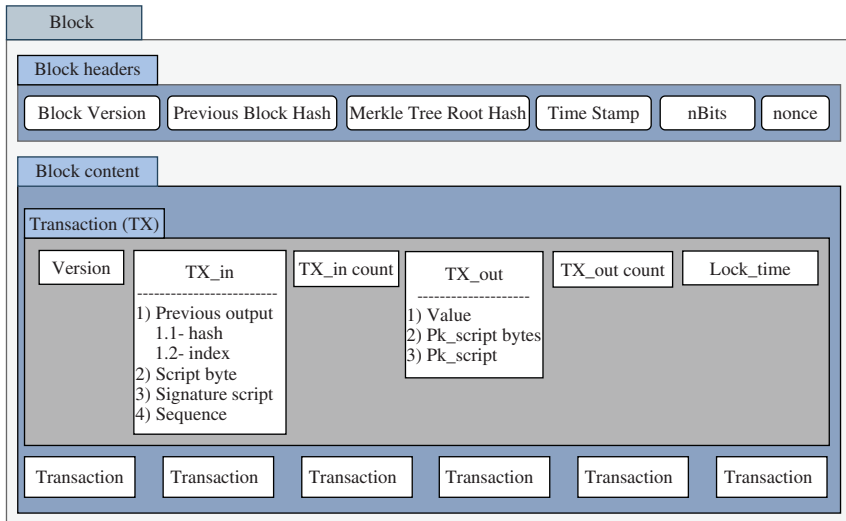 Block
Block headers
Block Version
Previous Block Hash
Merkle Tree Root Hash
Time Stamp
nBits
nonce
Block content
Transaction (TX)
Version
TX_in
--------------------------
1) Previous output
1.1- hash
1.2- index
2) Script byte
3) Signature script
4) Sequence
TX_in count
TX_out
--------------------
1) Value
2) Pk_script bytes
3) Pk_script
TX_out count
Lock_time
Transaction
Transaction
Transaction
Transaction
Transaction
Transaction